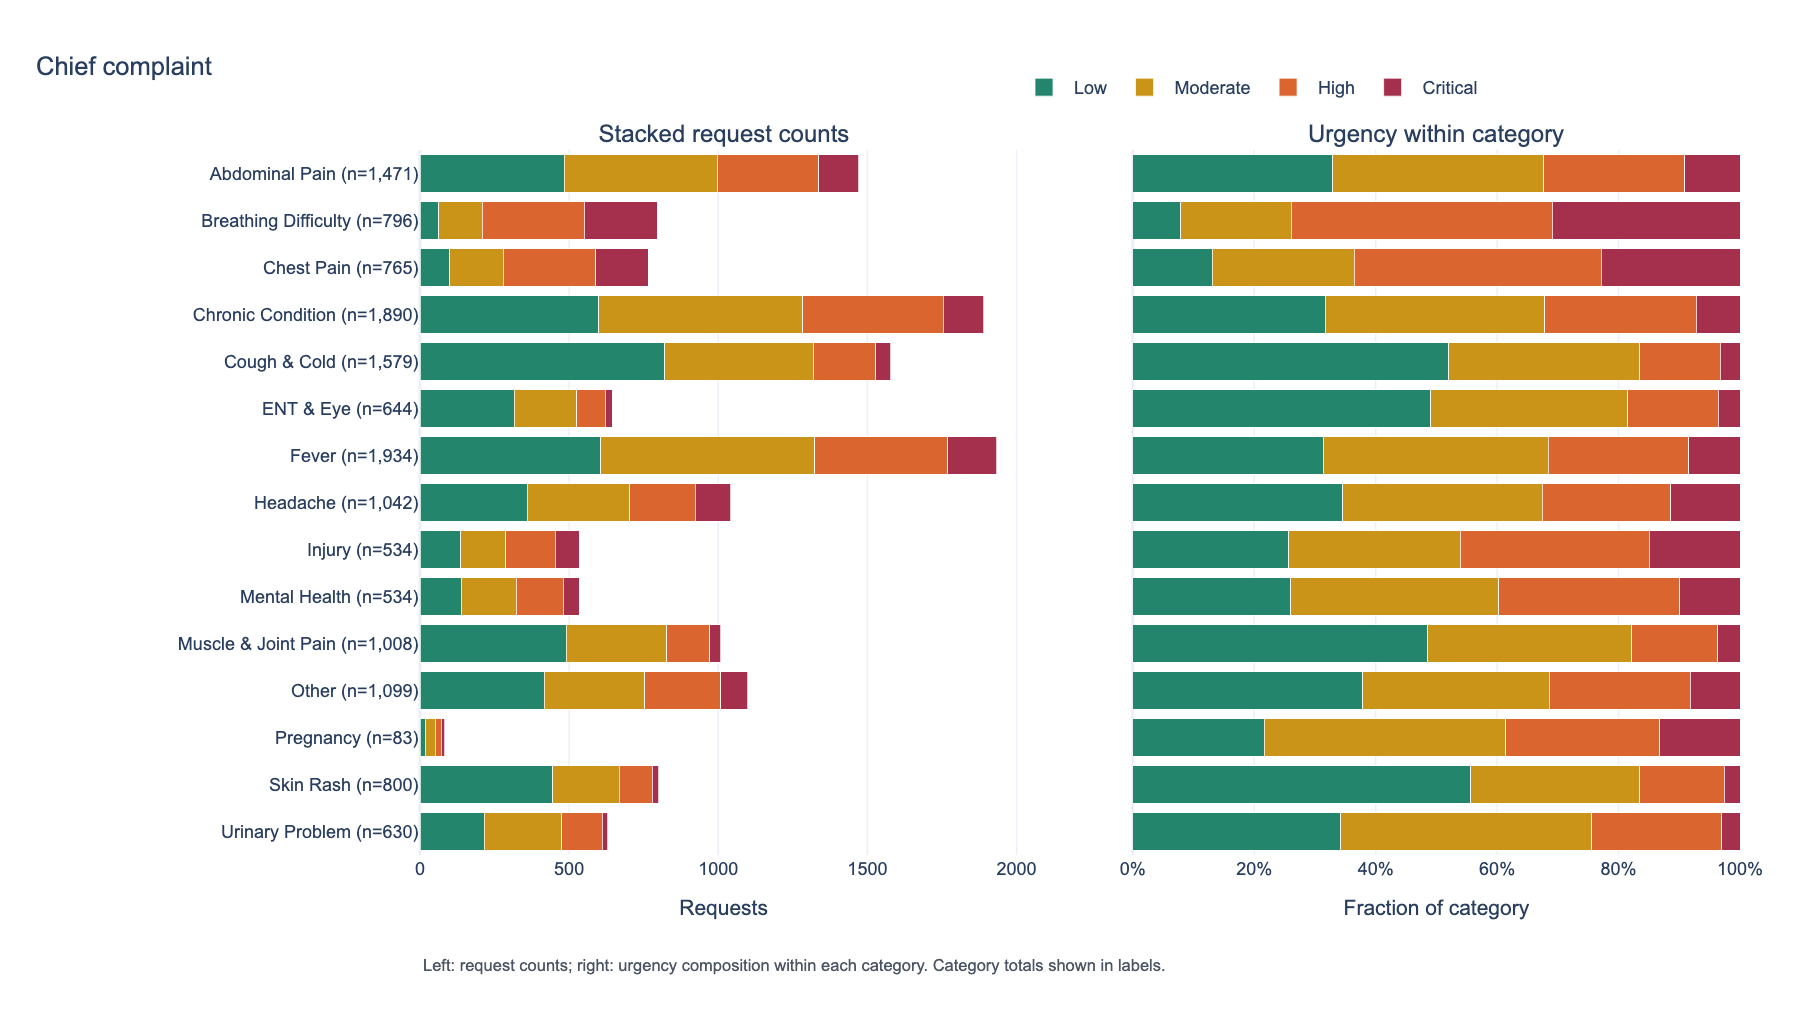 Chief complaint
Low Moderate High Critical
Stacked request counts
Urgency within category
Abdominal Pain (n=1,471)
Breathing Difficulty (n=796)
Chest Pain (n=765)
Chronic Condition (n=1,890)
Cough & Cold (n=1,579)
ENT & Eye (n=644)
Fever (n=1,934)
Headache (n=1,042)
Injury (n=534)
Mental Health (n=534)
Muscle & Joint Pain (n=1,008)
Other (n=1,099)
Pregnancy (n=83)
Skin Rash (n=800)
Urinary Problem (n=630)
0 500 1000 1500 2000
0% 20% 40% 60% 80% 100%
Requests
Fraction of category
Left: request counts; right: urgency composition within each category. Category totals shown in labels.